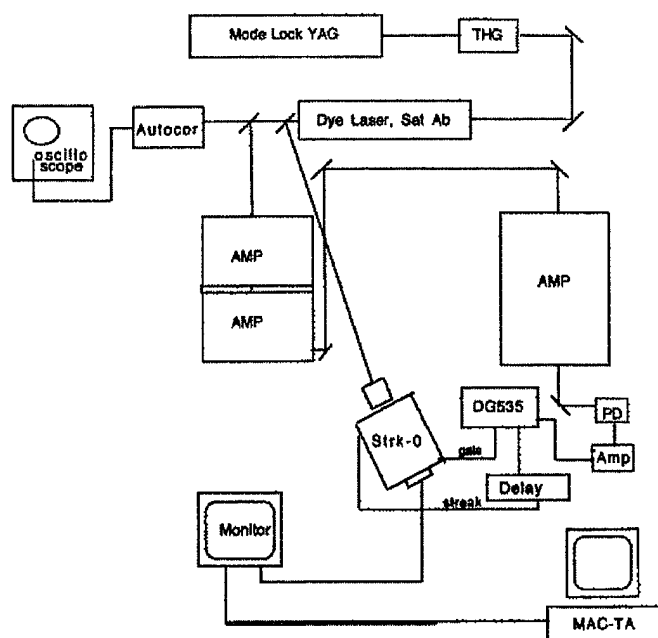 Mode Lock YAG
THG
Dye Laser, Sat Ab
Autocor
oscillo
scope
AMP
AMP
AMP
DG535
PD
Strk-0
gate
Amp
Delay
streak
Monitor
MAC-TA